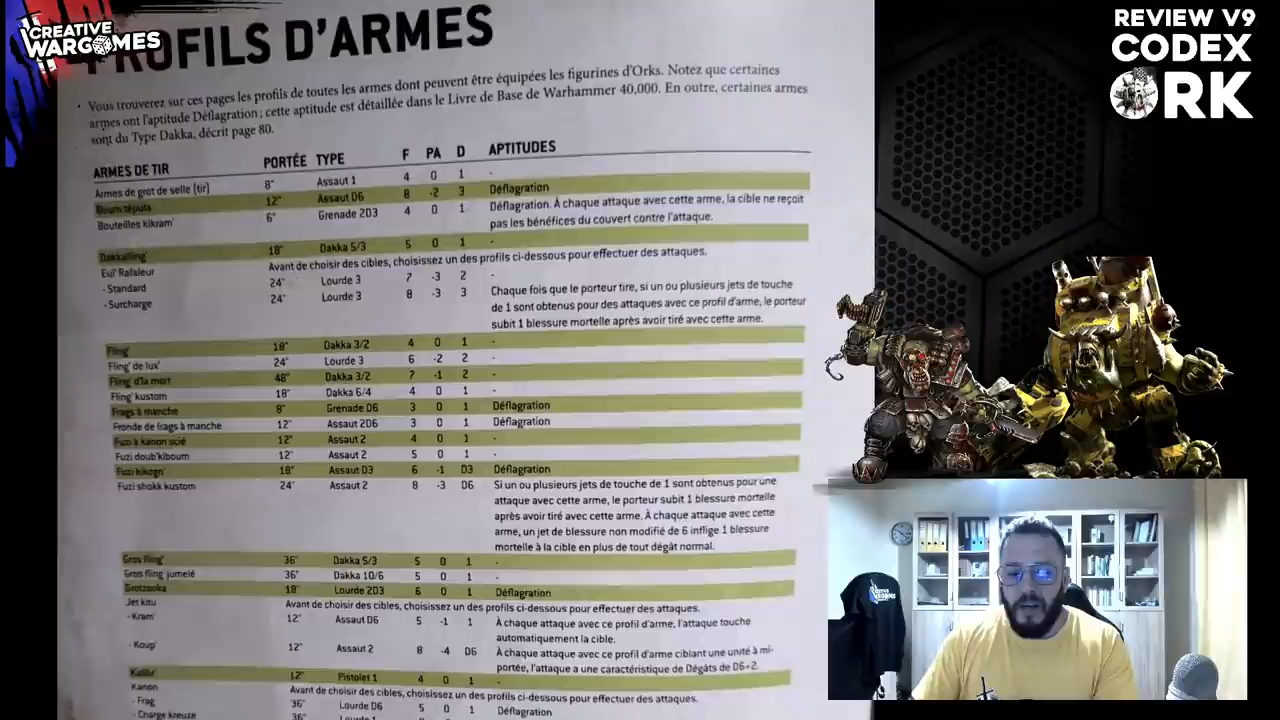 CREATIVE
WARGAMES
PROFILS D'ARMES
Vous trouverez sur ces pages les profils de toutes les armes dont peuvent être équipées les figurines d'Orks. Notez que certaines
armes ont l'aptitude Déflagration ; cette aptitude est détaillée dans le Livre de Base de Warhammer 40,000. En outre, certaines armes
sont du Type Dakka, décrit page 80.
ARMES DE TIR PORTÉE TYPE F PA D APTITUDES
Armes de grot de selle (tir) 8" Assaut 1 4 0 1 -
Boum tépula 12" Assaut D6 8 -2 3 Déflagration
Bouteilles kikram' 6" Grenade 2D3 4 0 1 Déflagration. À chaque attaque avec cette arme, la cible ne reçoit
pas les bénéfices du couvert contre l'attaque.
Dakkafling' 18" Dakka 5/3 5 0 1 -
Eul' Rafaleur Avant de choisir des cibles, choisissez un des profils ci-dessous pour effectuer des attaques.
- Standard 24" Lourde 3 7 -3 2 -
- Surcharge 24" Lourde 3 8 -3 3 Chaque fois que le porteur tire, si un ou plusieurs jets de touche
de 1 sont obtenus pour des attaques avec ce profil d'arme, le porteur
subit 1 blessure mortelle après avoir tiré avec cette arme.
Fling' 18" Dakka 3/2 4 0 1 -
Fling' de lux' 24" Lourde 3 6 -2 2 -
Fling' d'la mort 48" Dakka 3/2 7 -1 2 -
Fling' kustom 18" Dakka 6/4 4 0 1 -
Frags à manche 8" Grenade D6 3 0 1 Déflagration
Fronde de frags à manche 12" Assaut 2D6 3 0 1 Déflagration
Fuzi à kanon scié 12" Assaut 2 4 0 1 -
Fuzi doub'kiboum 12" Assaut 2 5 0 1 -
Fuzi kikogn' 18" Assaut D3 6 -1 D3 Déflagration
Fuzi shokk kustom 24" Assaut 2 8 -3 D6 Si un ou plusieurs jets de touche de 1 sont obtenus pour une
attaque avec cette arme, le porteur subit 1 blessure mortelle
après avoir tiré avec cette arme. À chaque attaque avec cette
arme, un jet de blessure non modifié de 6 inflige 1 blessure
mortelle à la cible en plus de tout dégât normal.
Gros fling' 36" Dakka 5/3 5 0 1 -
Gros fling jumelé 36" Dakka 10/6 5 0 1 -
Grotzooka 18" Lourde 2D3 6 0 1 Déflagration
Jet kitu Avant de choisir des cibles, choisissez un des profils ci-dessous pour effectuer des attaques.
- Kram' 12" Assaut D6 5 -1 1 À chaque attaque avec ce profil d'arme, l'attaque touche
automatiquement la cible.
- Koup' 12" Assaut 2 8 -4 D6 À chaque attaque avec ce profil d'arme ciblant une unité à mi-
portée, l'attaque a une caractéristique de Dégâts de D6+2.
Kalibr' 12" Pistolet 1 4 0 1 -
Kanon Avant de choisir des cibles, choisissez un des profils ci-dessous pour effectuer des attaques.
- Frag 36" Lourde D6 5 0 1 Déflagration
- Charge kreuze 36" Lourde 1
REVIEW V9
CODEX
ORK